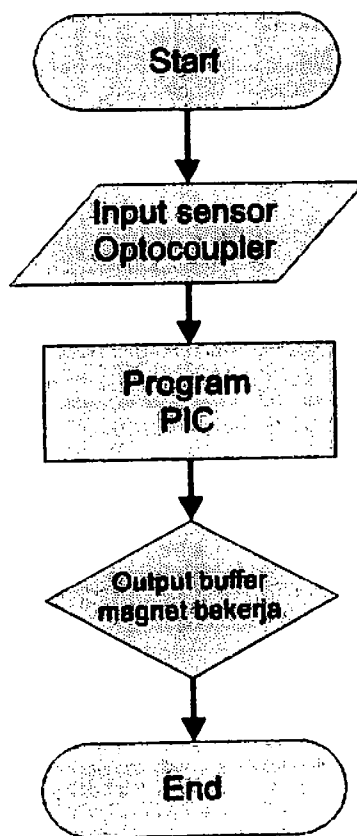 Start
Input sensor
Optocoupler
Program
PIC
Output buffer
magnet bekerja
End